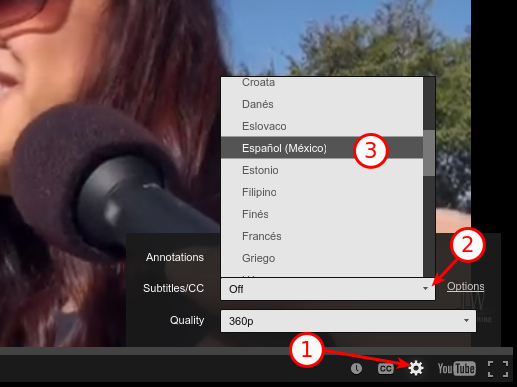 Croata
Danés
Eslovaco
Español (México)
3
Estonio
Filipino
Finés
Francés
Griego
2
Annotations
Subtitles/CC
Off
Options
Quality
360p
1
CC
YouTube